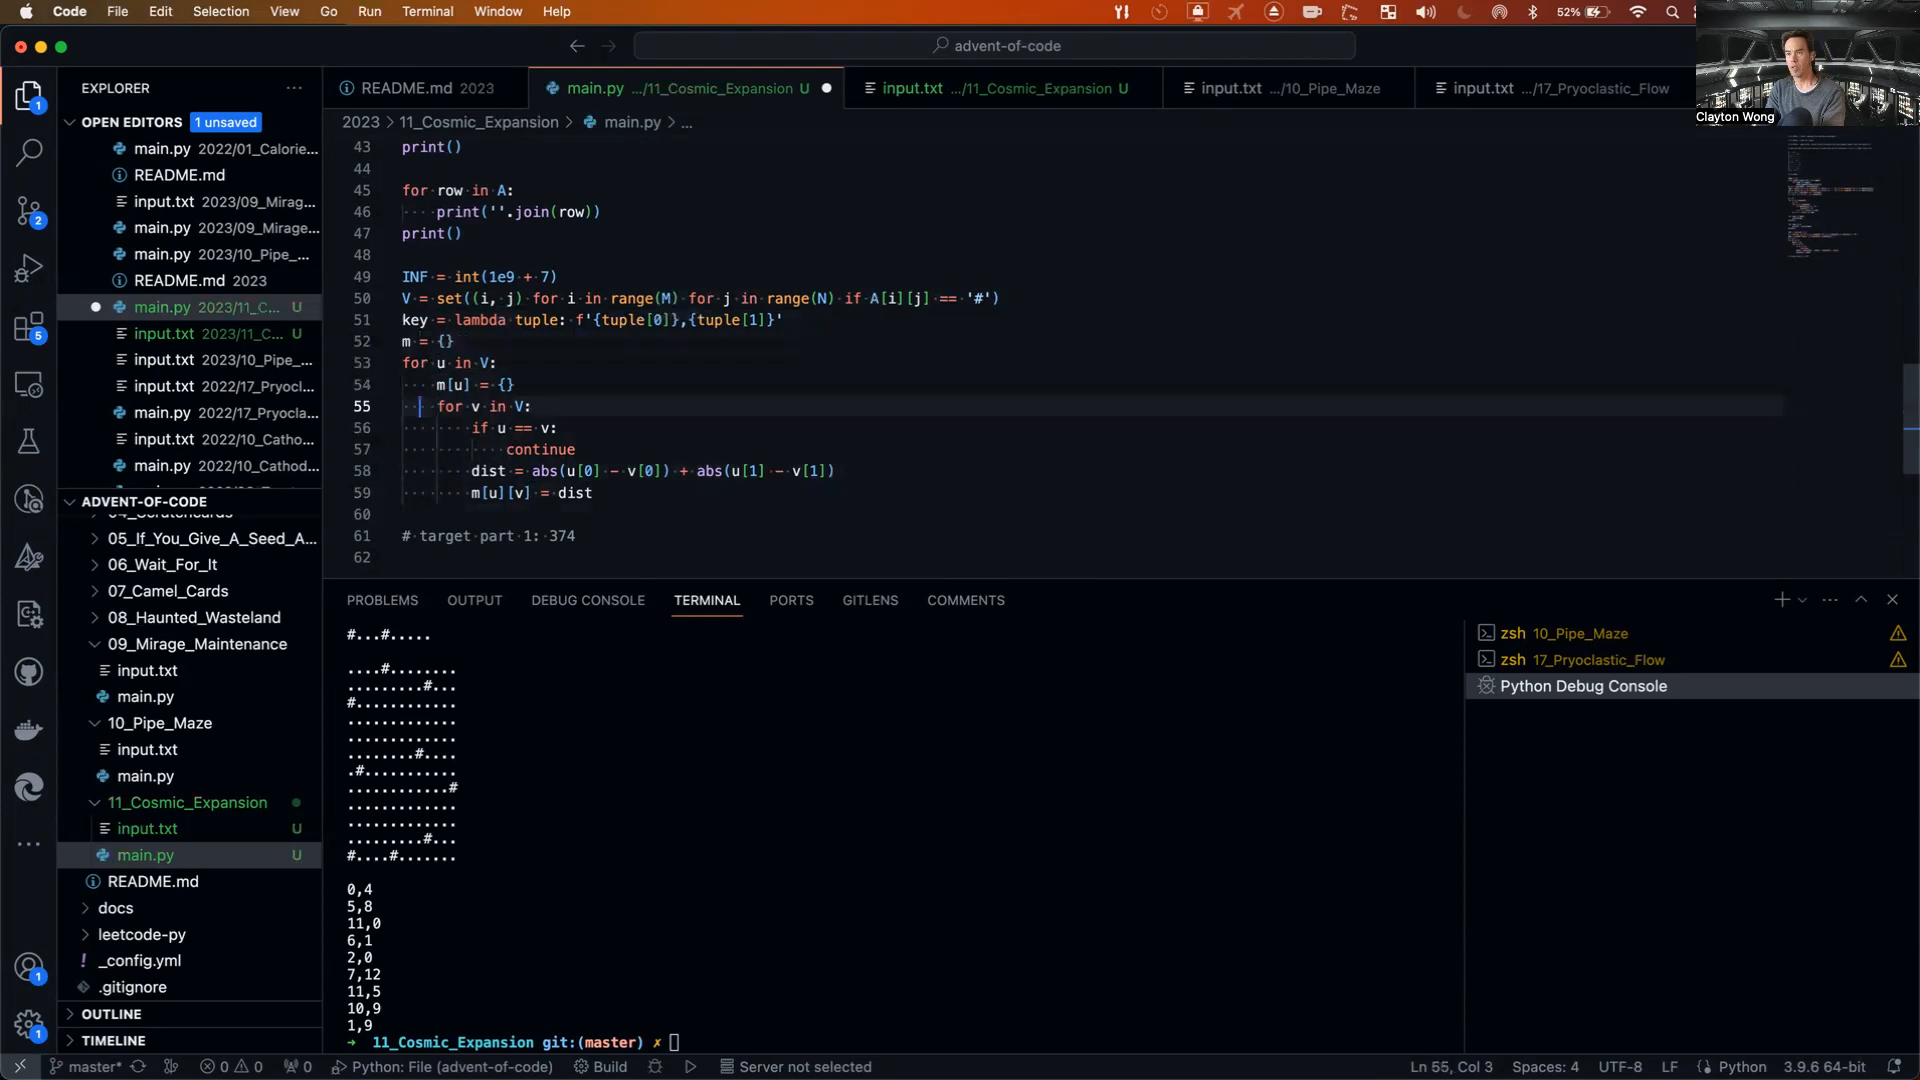 Code File Edit Selection View Go Run Terminal Window Help 52%
advent-of-code
Clayton Wong
EXPLORER
README.md 2023
main.py .../11_Cosmic_Expansion U
input.txt .../11_Cosmic_Expansion U
input.txt .../10_Pipe_Maze
input.txt .../17_Pryoclastic_Flow
2023 > 11_Cosmic_Expansion > main.py > ...
OPEN EDITORS 1 unsaved
main.py 2022/01_Calorie...
README.md
input.txt 2023/09_Mirag...
main.py 2023/09_Mirage...
main.py 2023/10_Pipe_...
README.md 2023
main.py 2023/11_C... U
input.txt 2023/11_C... U
input.txt 2023/10_Pipe_...
input.txt 2022/17_Pryocl...
main.py 2022/17_Pryocla...
input.txt 2022/10_Catho...
main.py 2022/10_Cathod...
ADVENT-OF-CODE
04_Scratchcards
05_If_You_Give_A_Seed_A...
06_Wait_For_It
07_Camel_Cards
08_Haunted_Wasteland
09_Mirage_Maintenance
input.txt
main.py
10_Pipe_Maze
input.txt
main.py
11_Cosmic_Expansion
input.txt U
main.py U
README.md
docs
leetcode-py
_config.yml
.gitignore
OUTLINE
TIMELINE
43 print()
44
45 for row in A:
46 print(''.join(row))
47 print()
48
49 INF = int(1e9 + 7)
50 V = set((i, j) for i in range(M) for j in range(N) if A[i][j] == '#')
51 key = lambda tuple: f'{tuple[0]},{tuple[1]}'
52 m = {}
53 for u in V:
54 m[u] = {}
55 for v in V:
56 if u == v:
57 continue
58 dist = abs(u[0] - v[0]) + abs(u[1] - v[1])
59 m[u][v] = dist
60
61 # target part 1: 374
62
PROBLEMS OUTPUT DEBUG CONSOLE TERMINAL PORTS GITLENS COMMENTS
#...#.....
....#........
.........#...
#............
.............
.............
........#....
.#...........
............#
.............
.............
.........#...
#....#.......
0,4
5,8
11,0
6,1
2,0
7,12
11,5
10,9
1,9
→ 11_Cosmic_Expansion git:(master) ✗
zsh 10_Pipe_Maze
zsh 17_Pryoclastic_Flow
Python Debug Console
master* 0 0 0 Python: File (advent-of-code) Build Server not selected Ln 55, Col 3 Spaces: 4 UTF-8 LF Python 3.9.6 64-bit